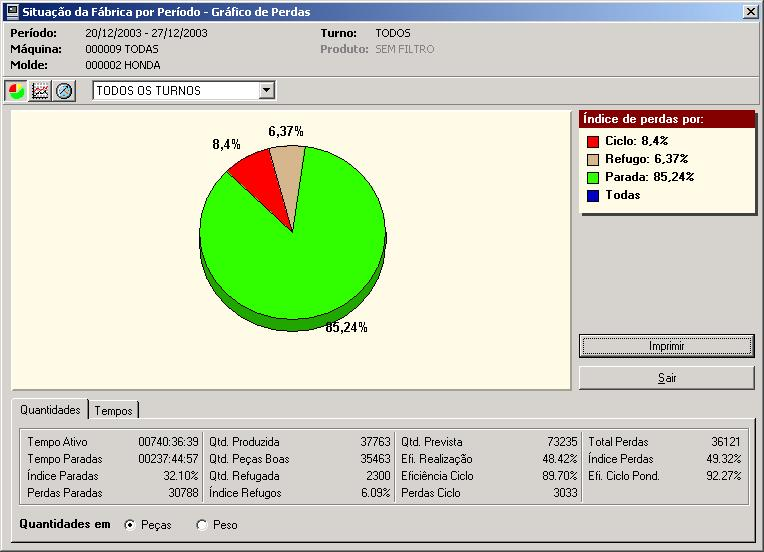 Situação da Fábrica por Período - Gráfico de Perdas
Período: 20/12/2003 - 27/12/2003 Turno: TODOS
Máquina: 000009 TODAS Produto: SEM FILTRO
Molde: 000002 HONDA
TODOS OS TURNOS
6,37%
8,4%
85,24%
Índice de perdas por:
Ciclo: 8,4%
Refugo: 6,37%
Parada: 85,24%
Todas
Imprimir
Sair
Quantidades Tempos
Tempo Ativo 00740:36:39 Qtd. Produzida 37763 Qtd. Prevista 73235 Total Perdas 36121
Tempo Paradas 00237:44:57 Qtd. Peças Boas 35463 Efi. Realização 48.42% Índice Perdas 49.32%
Índice Paradas 32.10% Qtd. Refugada 2300 Eficiência Ciclo 89.70% Efi. Ciclo Pond. 92.27%
Perdas Paradas 30788 Índice Refugos 6.09% Perdas Ciclo 3033
Quantidades em Peças Peso